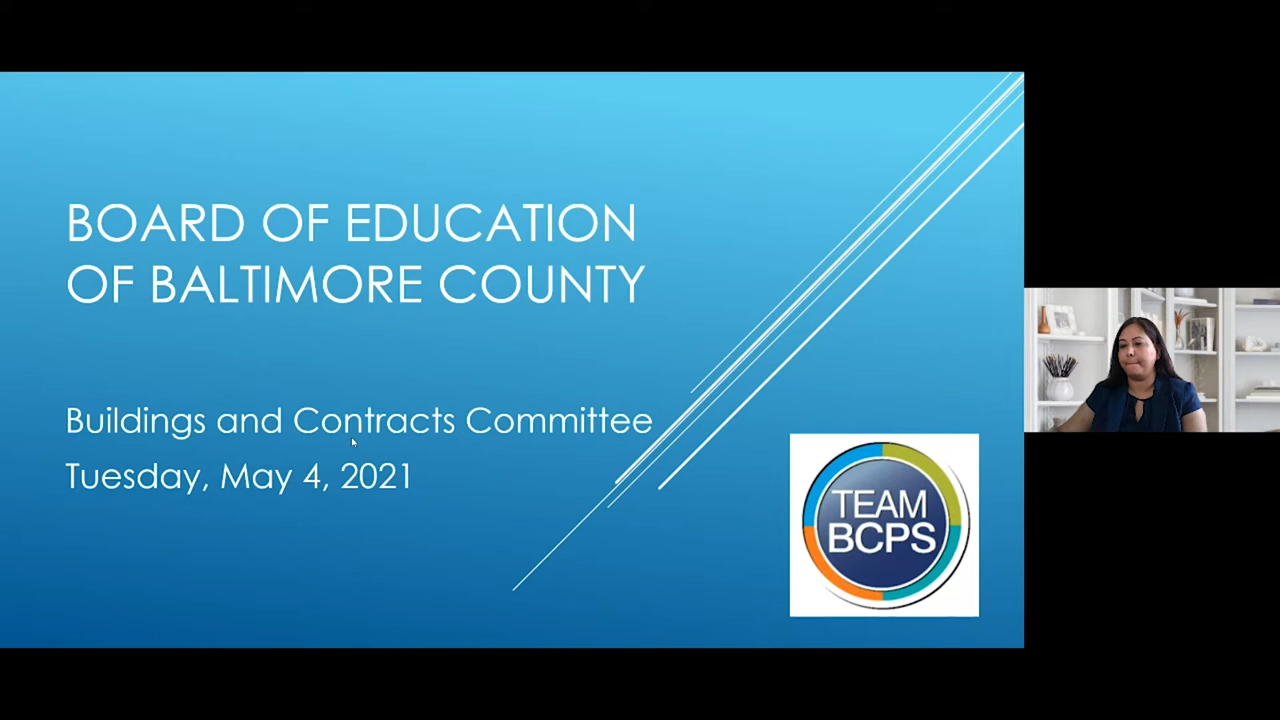 BOARD OF EDUCATION
OF BALTIMORE COUNTY
Buildings and Contracts Committee
Tuesday, May 4, 2021
TEAM
BCPS